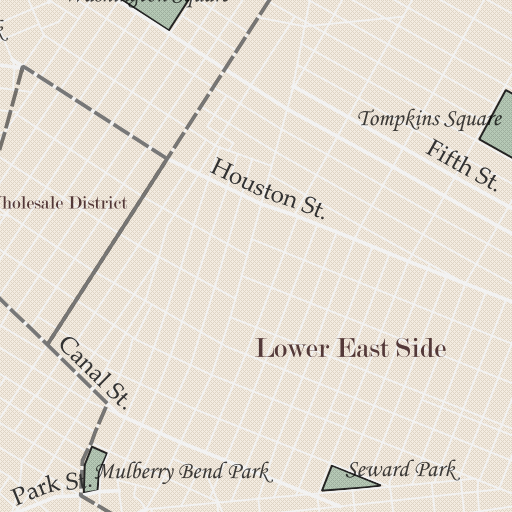 Square
Tompkins Square
Fifth St.
Houston St.
District
Lower East Side
Canal St.
Mulberry Bend Park
Seward Park
Park St.